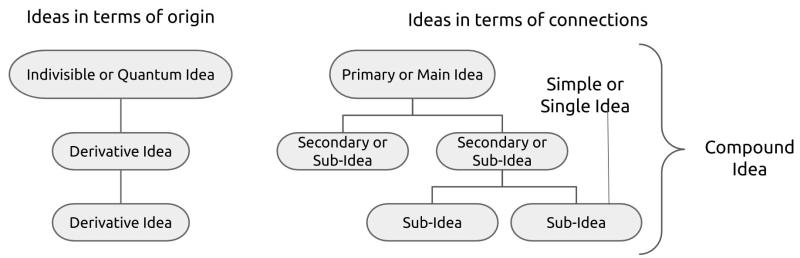 Ideas in terms of origin
Indivisible or Quantum Idea
Derivative Idea
Derivative Idea
Ideas in terms of connections
Primary or Main Idea
Simple or
Single Idea
Secondary or
Sub-Idea
Secondary or
Sub-Idea
Sub-Idea
Sub-Idea
Compound
Idea